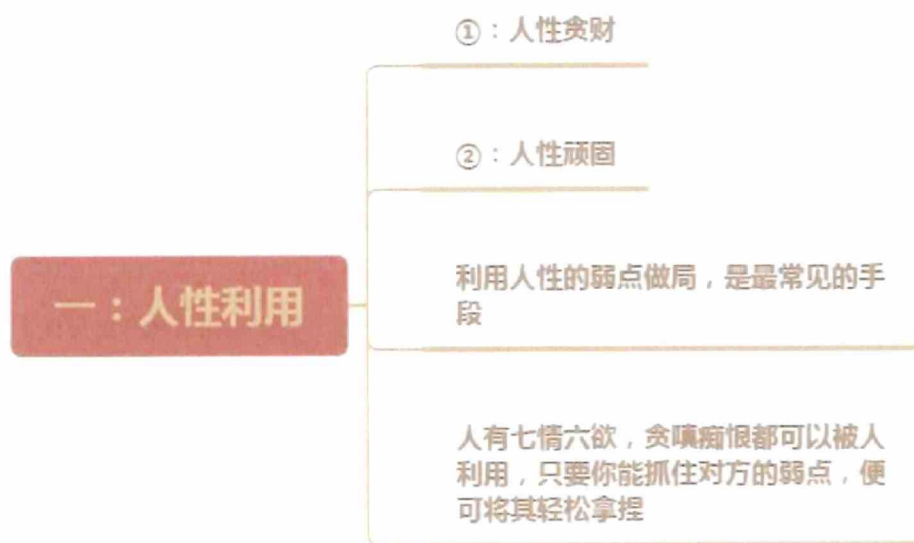 ①：人性贪财
②：人性顽固
一：人性利用
利用人性的弱点做局，是最常见的手
段
人有七情六欲，贪嗔痴恨都可以被人
利用，只要你能抓住对方的弱点，便
可将其轻松拿捏